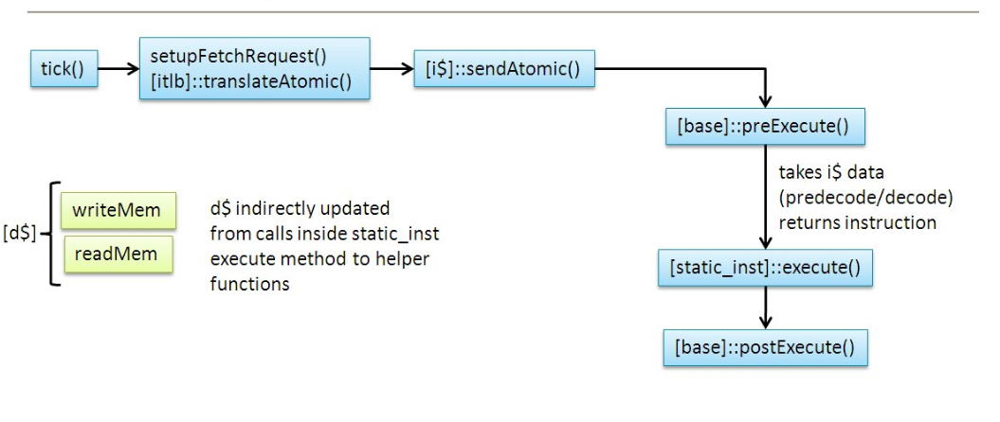 tick()
setupFetchRequest()
[itlb]::translateAtomic()
[i$]::sendAtomic()
[base]::preExecute()
takes i$ data
(predecode/decode)
returns instruction
[static_inst]::execute()
[base]::postExecute()
[d$]
writeMem
readMem
d$ indirectly updated
from calls inside static_inst
execute method to helper
functions